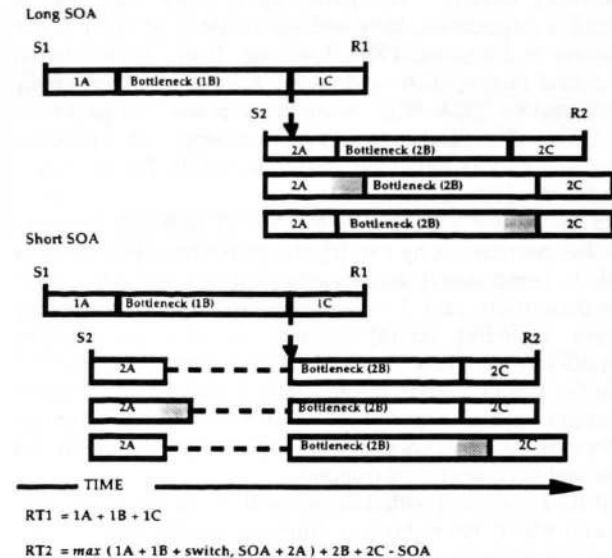 Long SOA
S1 R1
1A Bottleneck (1B) 1C
S2 R2
2A Bottleneck (2B) 2C
2A Bottleneck (2B) 2C
2A Bottleneck (2B) 2C
Short SOA
S1 R1
1A Bottleneck (1B) 1C
S2 R2
2A Bottleneck (2B) 2C
2A Bottleneck (2B) 2C
2A Bottleneck (2B) 2C
TIME
RT1 = 1A + 1B + 1C
RT2 = max ( 1A + 1B + switch, SOA + 2A ) + 2B + 2C - SOA